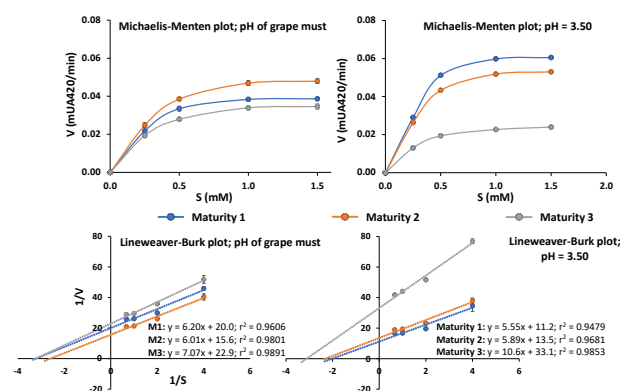 Michaelis-Menten plot; pH of grape must
V (mUA420/min)
0.08
0.06
0.04
0.02
0.00
0.0 0.5 1.0 1.5
S (mM)
Michaelis-Menten plot; pH = 3.50
V (mUA420/min)
0.08
0.06
0.04
0.02
0.00
0.0 0.5 1.0 1.5 2.0
S (mM)
Maturity 1 Maturity 2 Maturity 3
Lineweaver-Burk plot; pH of grape must
1/V
80
60
40
20
-20
M1: y = 6.20x + 20.0; r² = 0.9606
M2: y = 6.01x + 15.6; r² = 0.9801
M3: y = 7.07x + 22.9; r² = 0.9891
-4 -2 0 2 4 6
1/S
Lineweaver-Burk plot;
pH = 3.50
80
60
40
20
-20
Maturity 1: y = 5.55x + 11.2; r² = 0.9479
Maturity 2: y = 5.89x + 13.5; r² = 0.9681
Maturity 3: y = 10.6x + 33.1; r² = 0.9853
-4 -2 0 2 4 6